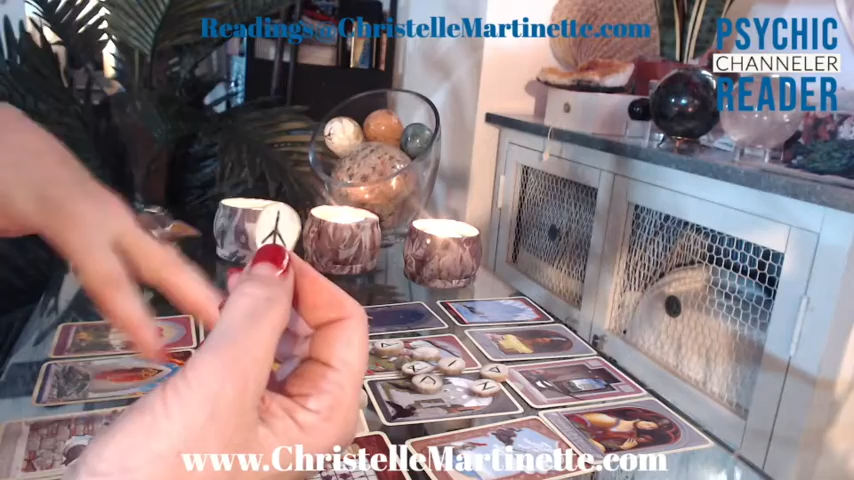 Readings@ChristelleMartinette.com
PSYCHIC
CHANNELER
READER
www.ChristelleMartinette.com